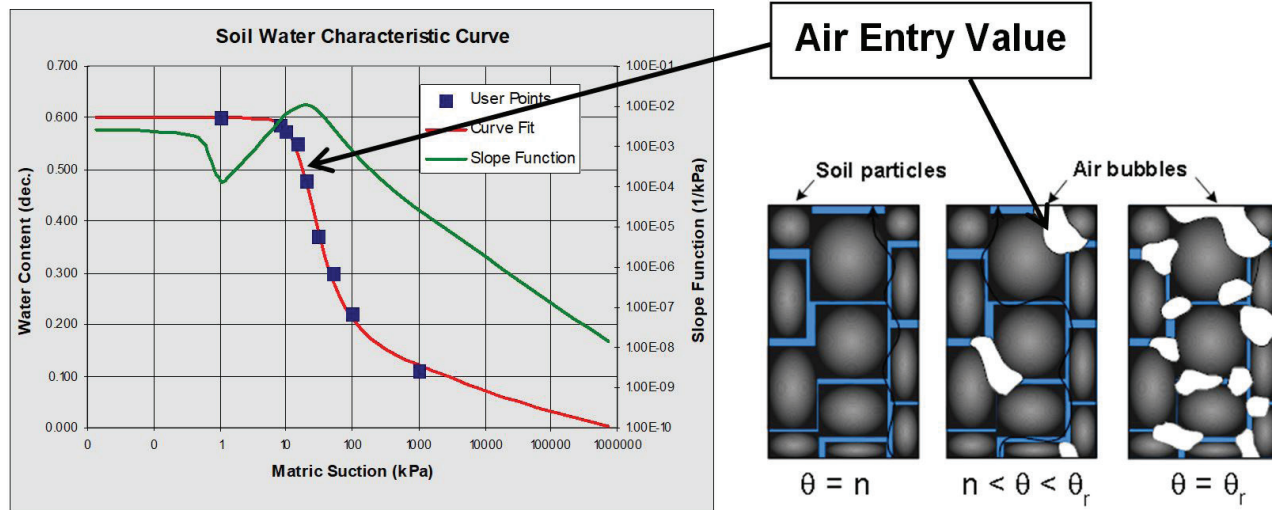 Soil Water Characteristic Curve
Air Entry Value
0.700
0.600
0.500
0.400
0.300
0.200
0.100
0.000
Water Content (dec.)
0
0
1
10
100
1000
10000
100000
1000000
Matric Suction (kPa)
100E-01
100E-02
100E-03
100E-04
100E-05
100E-06
100E-07
100E-08
100E-09
100E-10
Slope Function (1/kPa)
User Points
Curve Fit
Slope Function
Soil particles
Air bubbles
θ = n
n < θ < θr
θ = θr